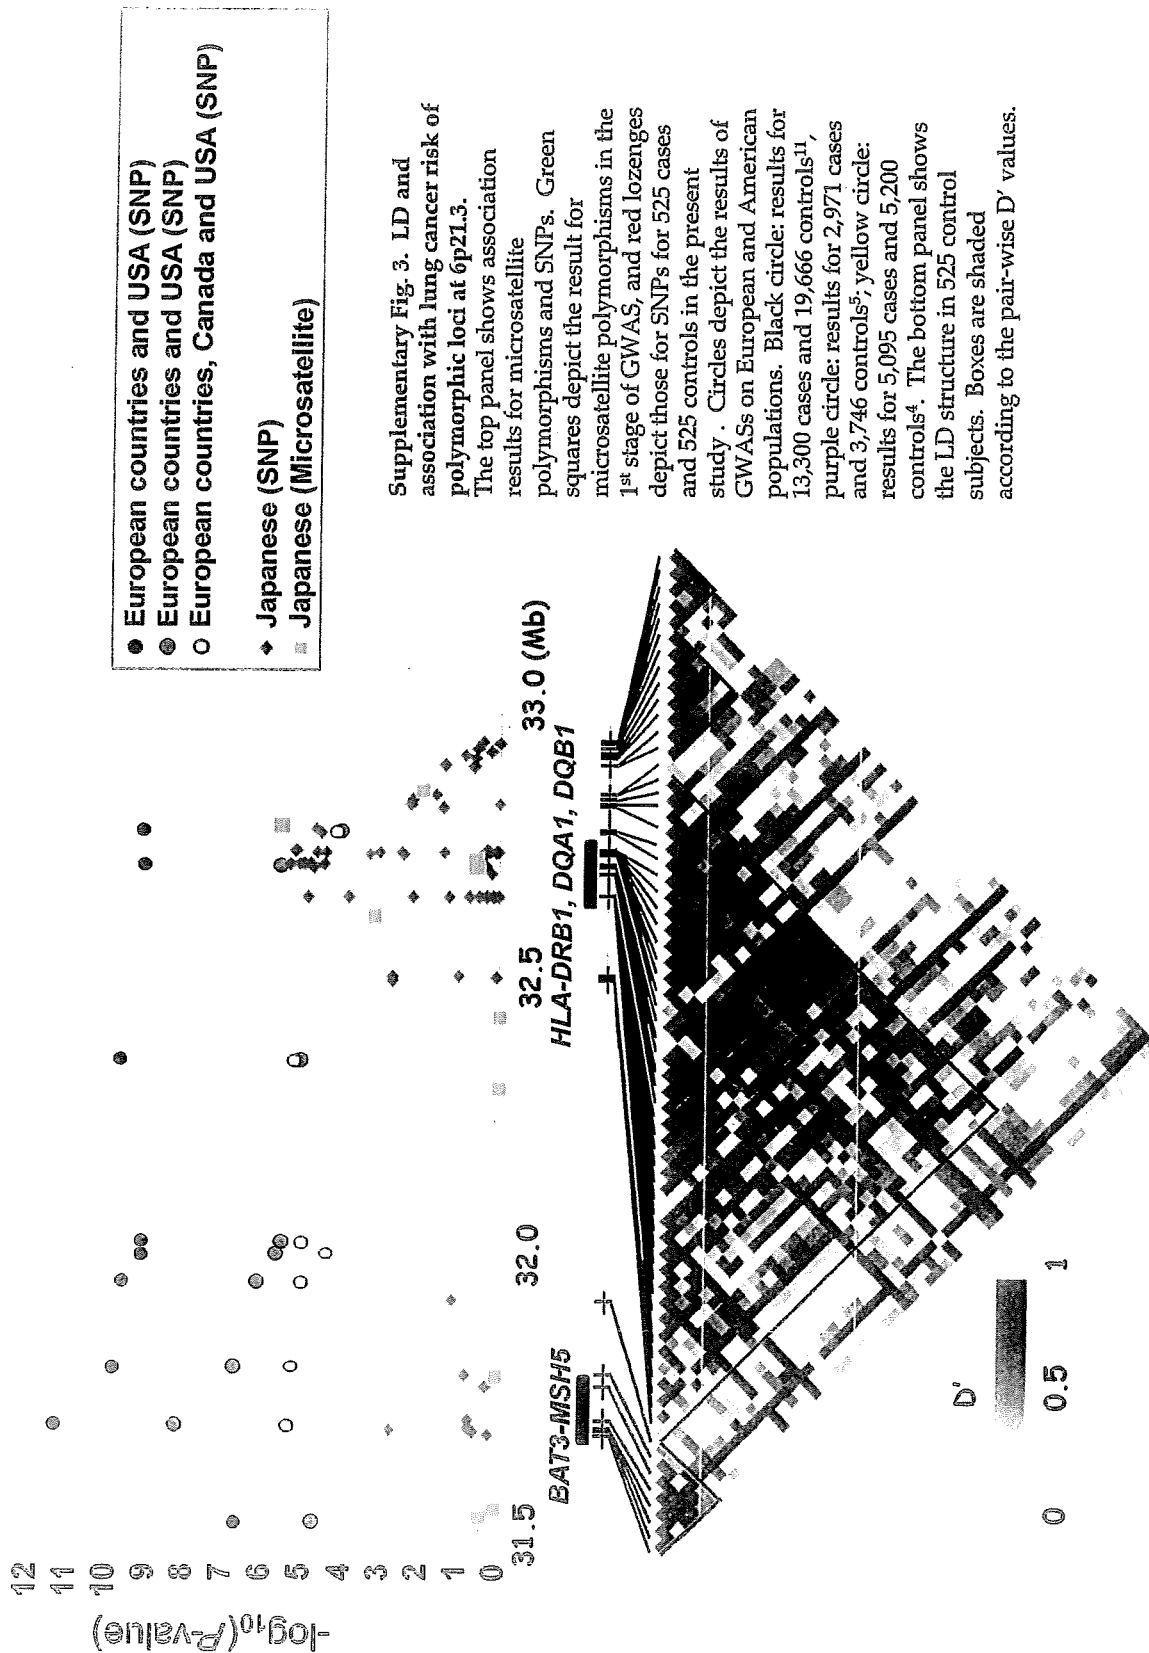 European countries and USA (SNP)
European countries and USA (SNP)
European countries, Canada and USA (SNP)
Japanese (SNP)
Japanese (Microsatellite)
-log10(P-value)
12
11
10
9
8
7
6
5
4
3
2
1
0
31.5
32.0
32.5
33.0 (Mb)
BAT3-MSH5
HLA-DRB1, DQA1, DQB1
D'
0
0.5
1
Supplementary Fig. 3. LD and
association with lung cancer risk of
polymorphic loci at 6p21.3.
The top panel shows association
results for microsatellite
polymorphisms and SNPs. Green
squares depict the result for
microsatellite polymorphisms in the
1st stage of GWAS, and red lozenges
depict those for SNPs for 525 cases
and 525 controls in the present
study . Circles depict the results of
GWASs on European and American
populations. Black circle: results for
13,300 cases and 19,666 controls11,
purple circle: results for 2,971 cases
and 3,746 controls5; yellow circle:
results for 5,095 cases and 5,200
controls4. The bottom panel shows
the LD structure in 525 control
subjects. Boxes are shaded
according to the pair-wise D' values.